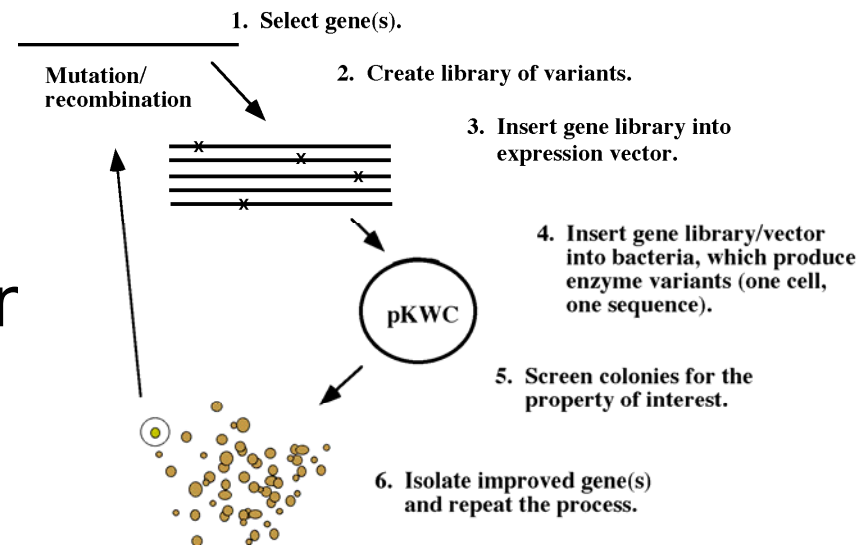 1. Select gene(s).
Mutation/
recombination
2. Create library of variants.
3. Insert gene library into
expression vector.
x
x
x
x
4. Insert gene library/vector
into bacteria, which produce
enzyme variants (one cell,
one sequence).
r
pKWC
5. Screen colonies for the
property of interest.
6. Isolate improved gene(s)
and repeat the process.